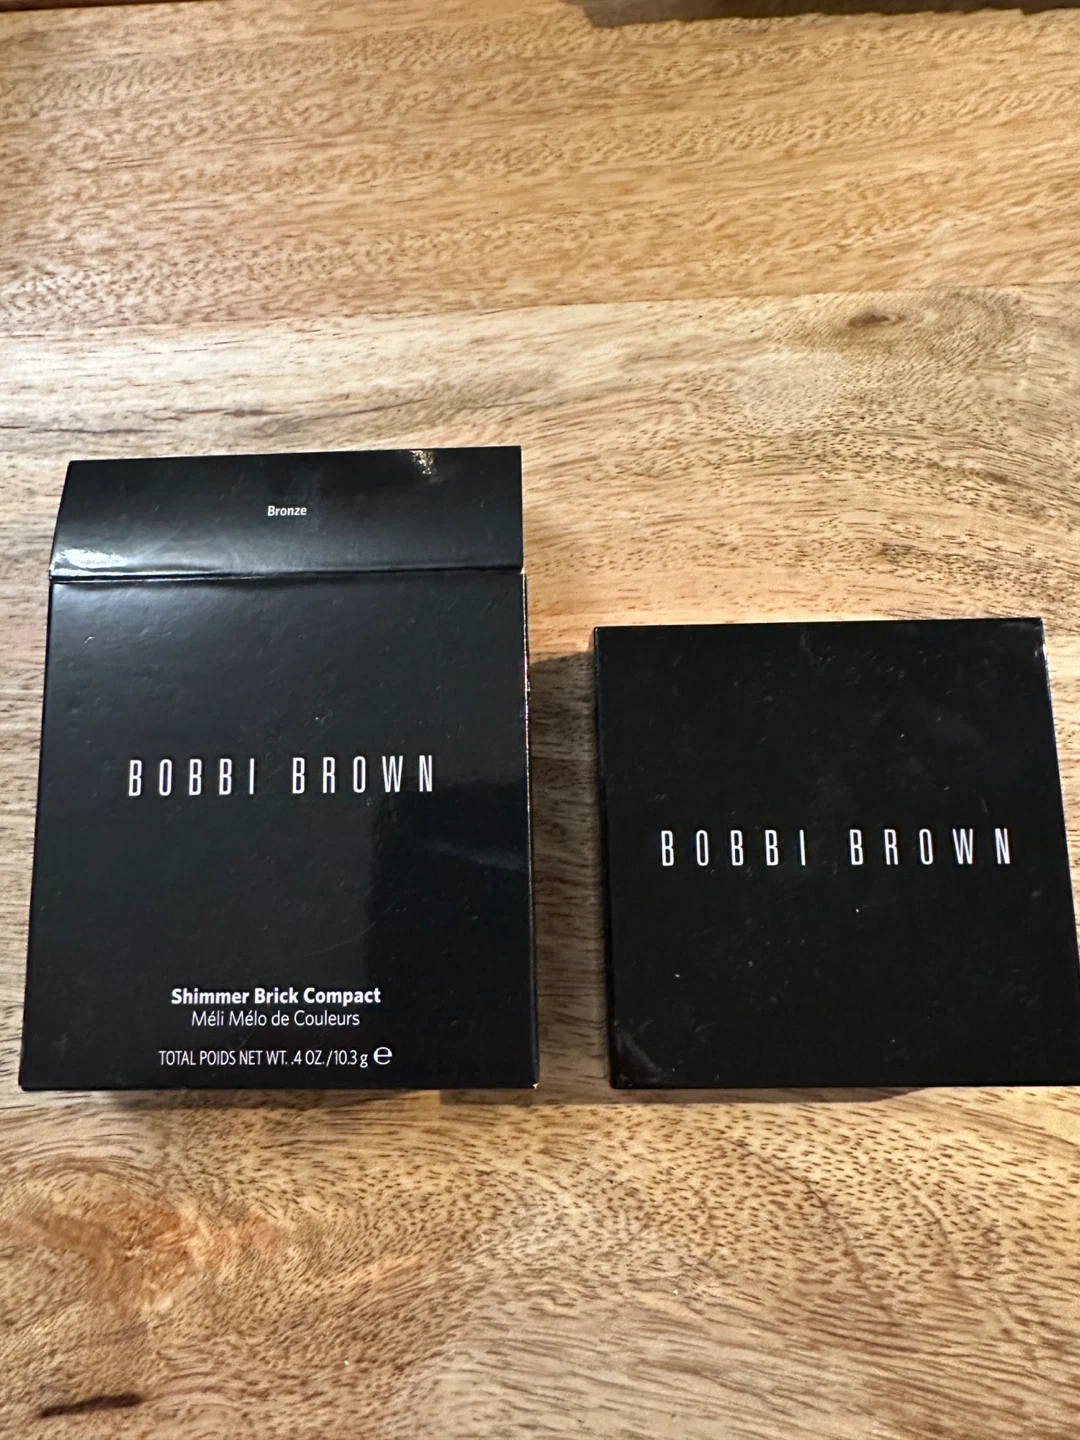 Bronze
BOBBI BROWN
Shimmer Brick Compact
Méli Mélo de Couleurs
TOTAL POIDS NET WT. .4 OZ./10.3 g ℮
BOBBI BROWN